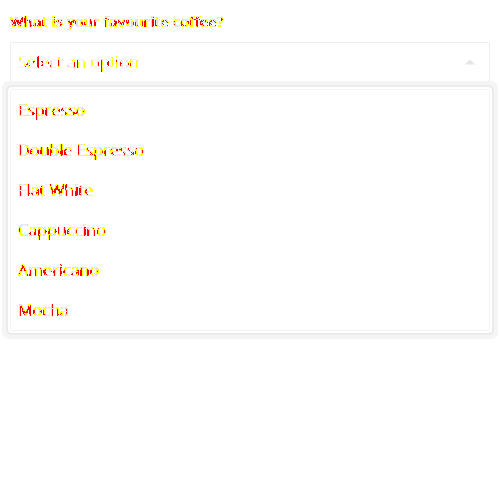 What is your favourite coffee?
Select an option
Espresso
Double Espresso
Flat White
Cappuccino
Americano
Mocha